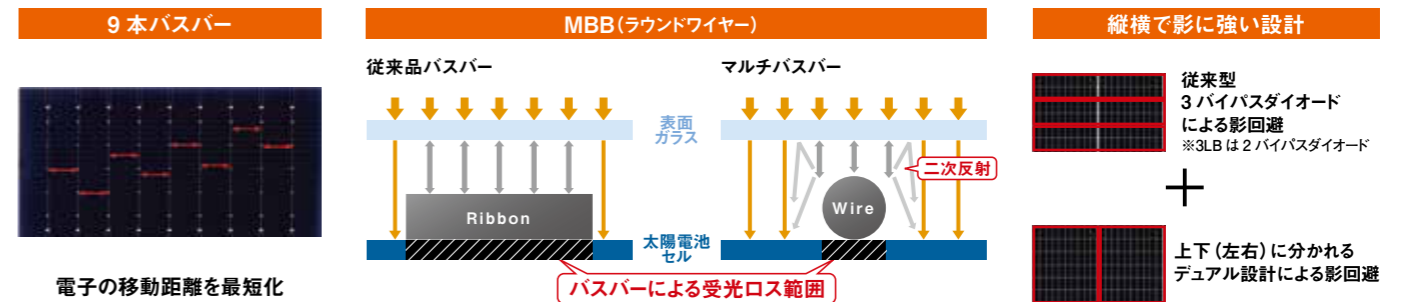 9本バスバー
電子の移動距離を最短化
MBB(ラウンドワイヤー)
従来品バスバー
マルチバスバー
表面
ガラス
二次反射
Ribbon
Wire
太陽電池
セル
バスバーによる受光ロス範囲
縦横で影に強い設計
従来型
3バイパスダイオード
による影回避
※3LBは2バイパスダイオード
+
上下(左右)に分かれる
デュアル設計による影回避